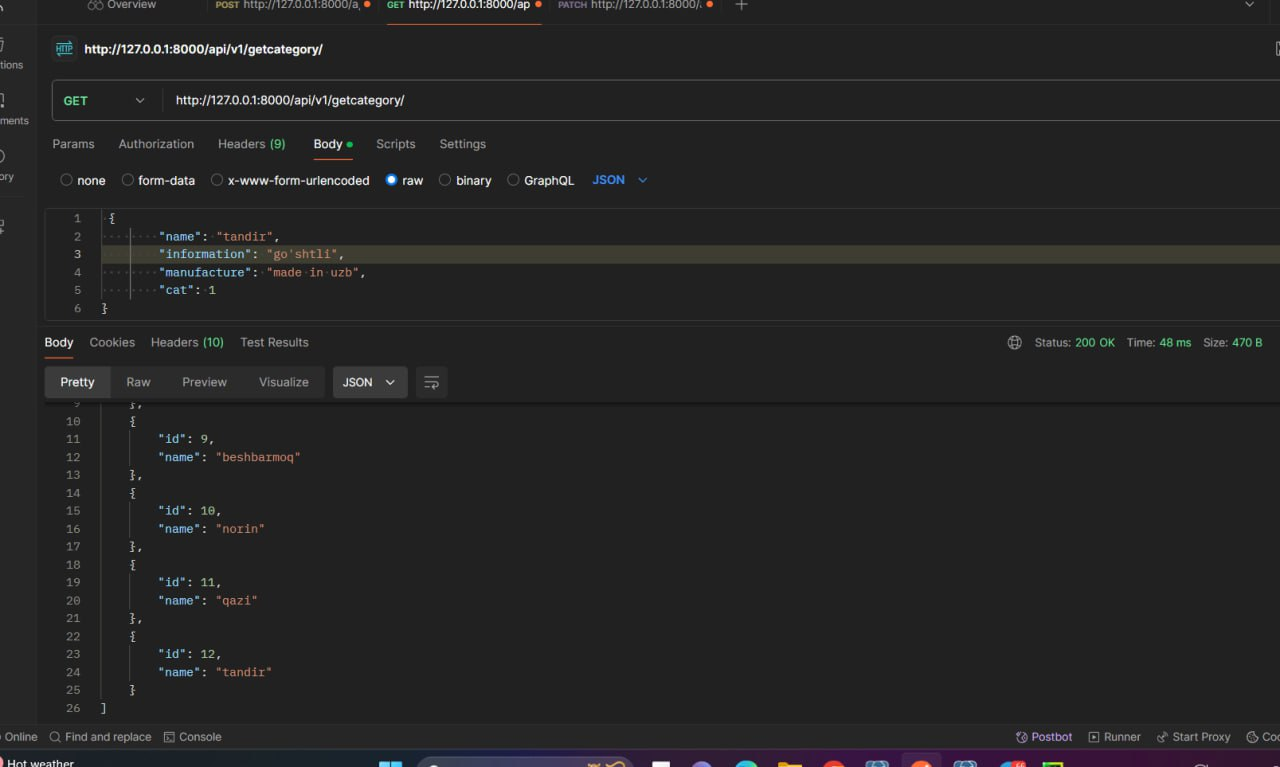 Overview POST http://127.0.0.1:8000/a GET http://127.0.0.1:8000/ap PATCH http://127.0.0.1:8000/
HTTP http://127.0.0.1:8000/api/v1/getcategory/
tions
GET http://127.0.0.1:8000/api/v1/getcategory/
ments
Params Authorization Headers (9) Body Scripts Settings
ory
none form-data x-www-form-urlencoded raw binary GraphQL JSON
1 {
2 "name": "tandir",
3 "information": "go'shtli",
4 "manufacture": "made in uzb",
5 "cat": 1
6 }
Body Cookies Headers (10) Test Results Status: 200 OK Time: 48 ms Size: 470 B
Pretty Raw Preview Visualize JSON
9 },
10 {
11 "id": 9,
12 "name": "beshbarmoq"
13 },
14 {
15 "id": 10,
16 "name": "norin"
17 },
18 {
19 "id": 11,
20 "name": "qazi"
21 },
22 {
23 "id": 12,
24 "name": "tandir"
25 }
26 ]
Online Find and replace Console Postbot Runner Start Proxy Coo
Hot weather